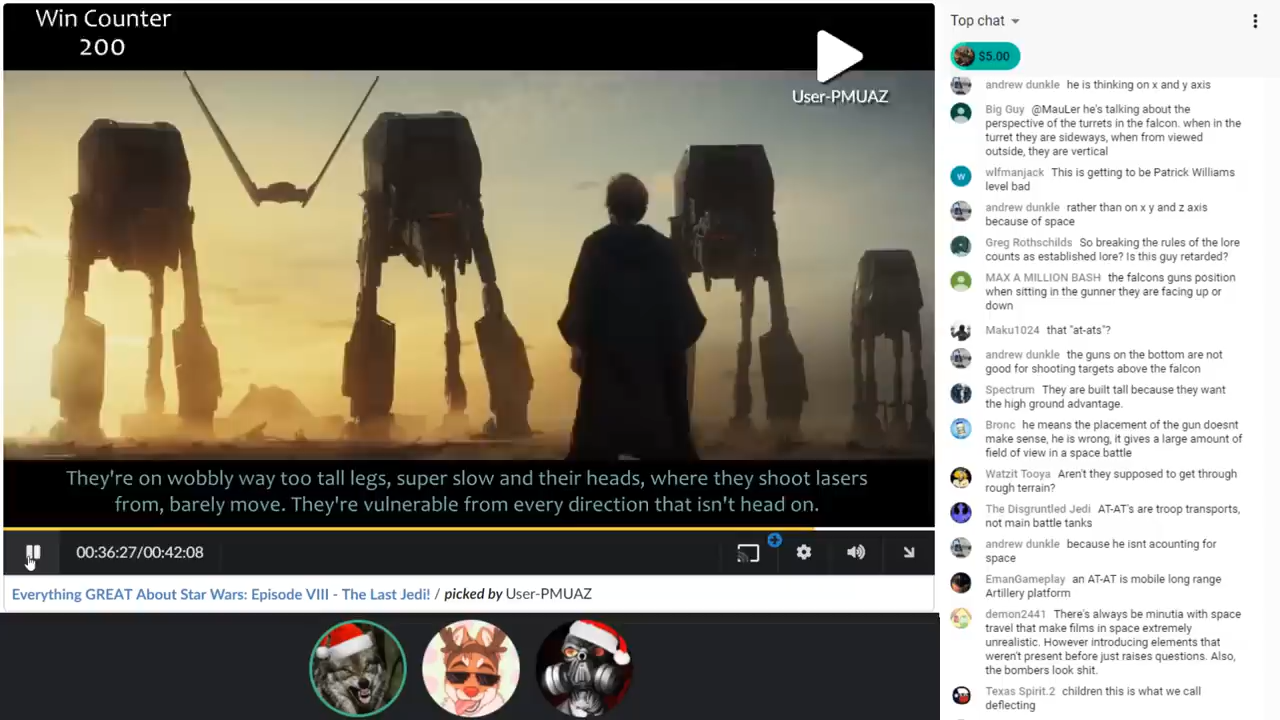 Win Counter
200
User-PMUAZ
They're on wobbly way too tall legs, super slow and their heads, where they shoot lasers
from, barely move. They're vulnerable from every direction that isn't head on.
00:36:27/00:42:08
Everything GREAT About Star Wars: Episode VIII - The Last Jedi! / picked by User-PMUAZ
Top chat
$5.00
andrew dunkle he is thinking on x and y axis
Big Guy @MauLer he's talking about the
perspective of the turrets in the falcon. when in the
turret they are sideways, when from viewed
outside, they are vertical
w
wlfmanjack This is getting to be Patrick Williams
level bad
andrew dunkle rather than on x y and z axis
because of space
Greg Rothschilds So breaking the rules of the lore
counts as established lore? Is this guy retarded?
MAX A MILLION BASH the falcons guns position
when sitting in the gunner they are facing up or
down
Maku1024 that "at-ats"?
andrew dunkle the guns on the bottom are not
good for shooting targets above the falcon
Spectrum They are built tall because they want
the high ground advantage.
Bronc he means the placement of the gun doesnt
make sense, he is wrong, it gives a large amount of
field of view in a space battle
Watzit Tooya Aren't they supposed to get through
rough terrain?
The Disgruntled Jedi AT-AT's are troop transports,
not main battle tanks
andrew dunkle because he isnt acounting for
space
EmanGameplay an AT-AT is mobile long range
Artillery platform
demon2441 There's always be minutia with space
travel that make films in space extremely
unrealistic. However introducing elements that
weren't present before just raises questions. Also,
the bombers look shit.
Texas Spirit.2 children this is what we call
deflecting